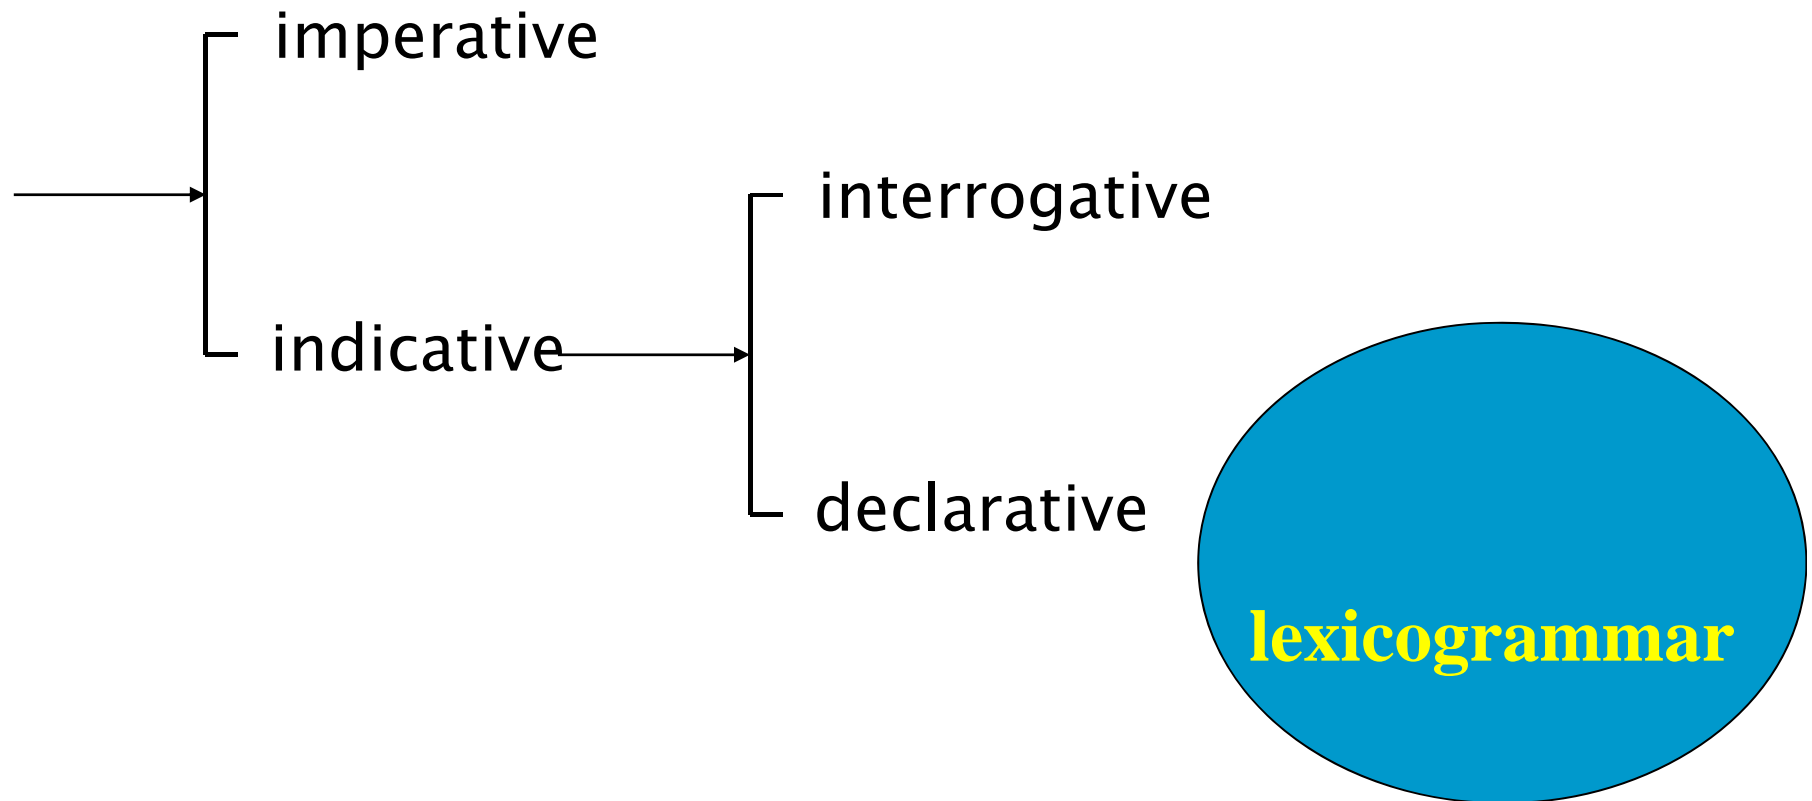 imperative
interrogative
indicative
declarative
lexicogrammar